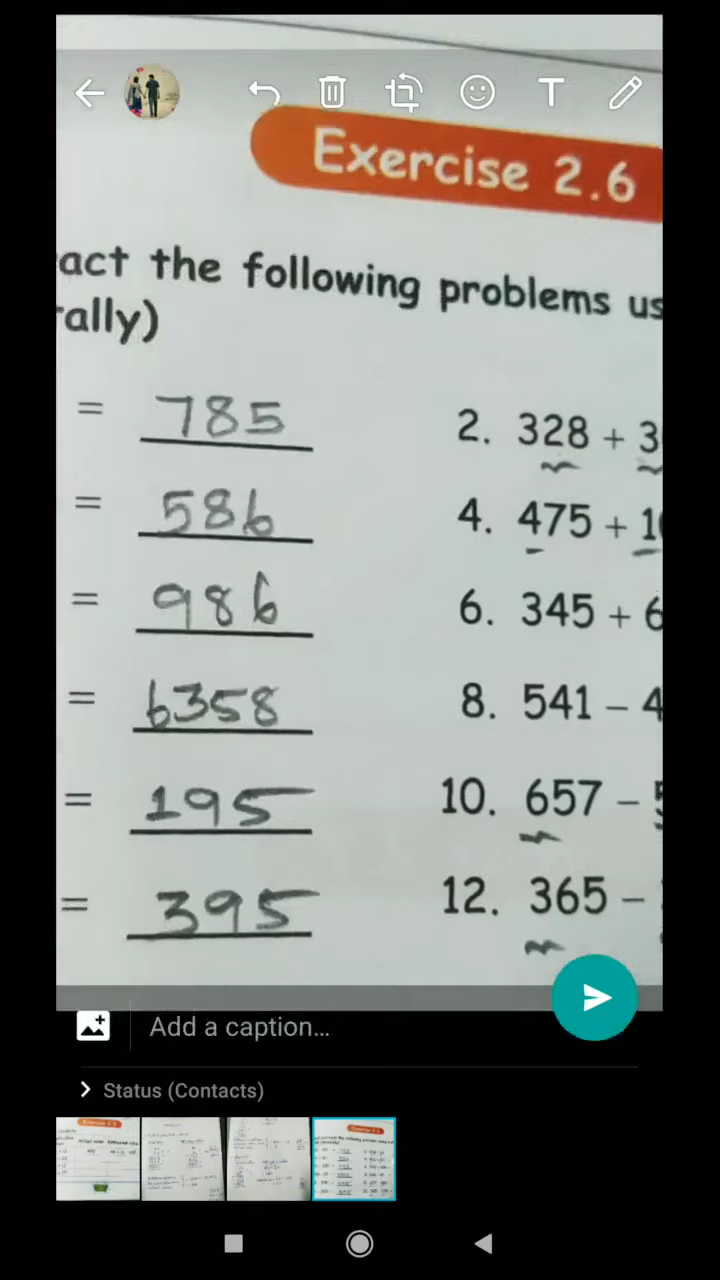 T
Exercise 2.6
act the following problems us
rally)
= 785
2. 328 + 3
= 586
4. 475 + 1
= 986
6. 345 + 6
= 6358
8. 541 – 4
= 195
10. 657 – 5
= 395
12. 365 –
Add a caption...
Status (Contacts)